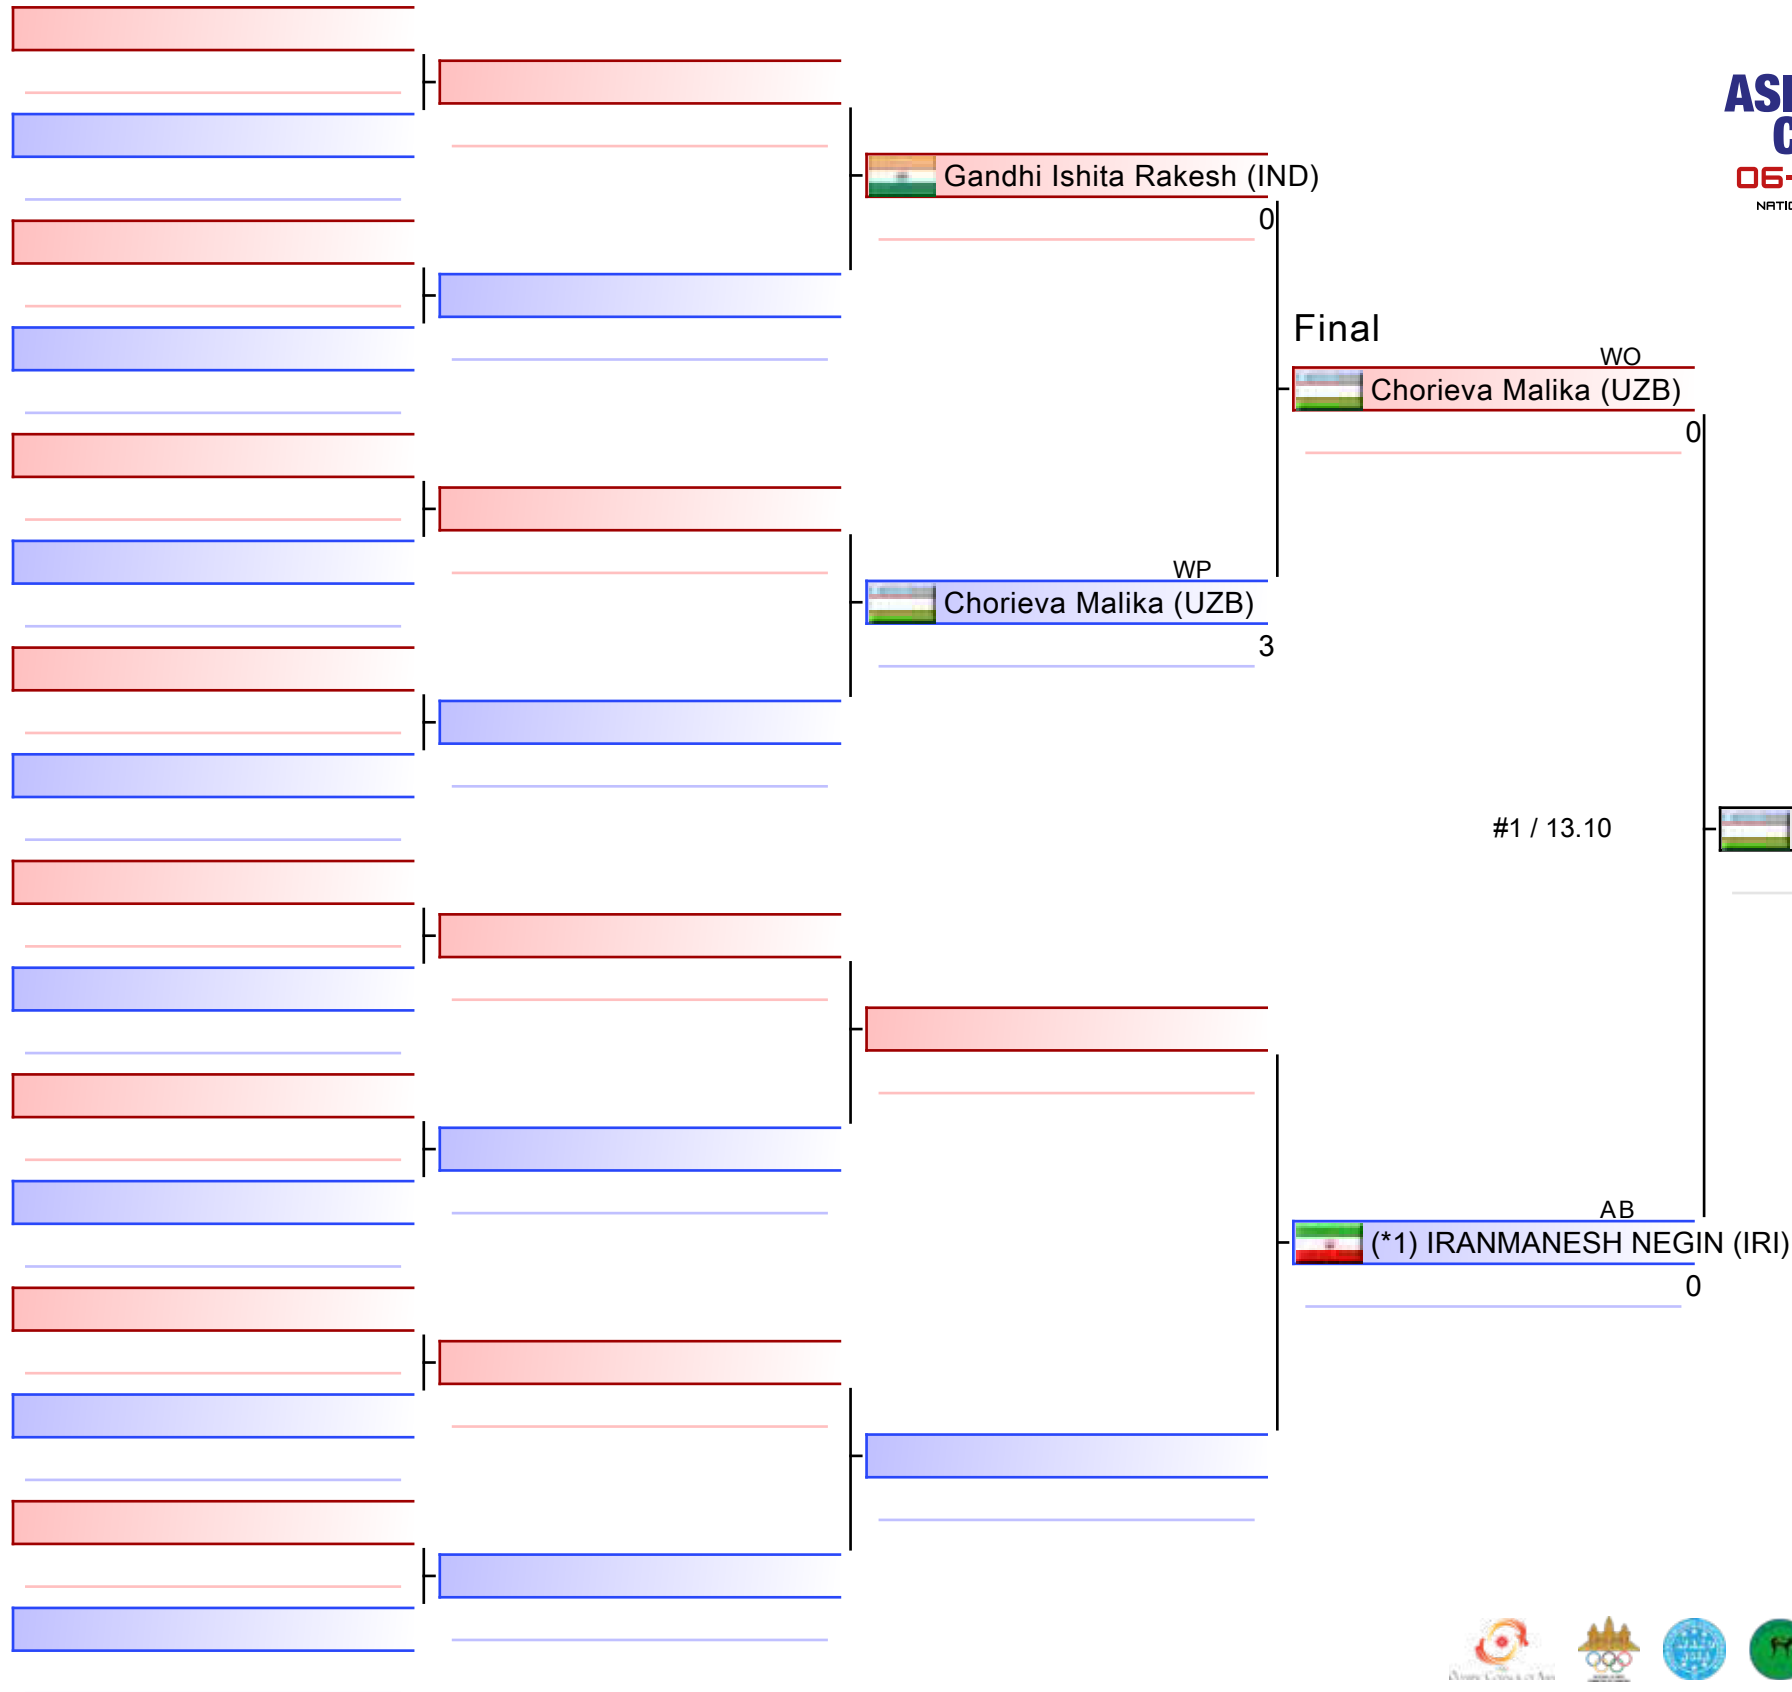 ASI
C
06-
NATIO
Gandhi Ishita Rakesh (IND)
0
Final
WO
Chorieva Malika (UZB)
0
WP
Chorieva Malika (UZB)
3
#1 / 13.10
AB
(*1) IRANMANESH NEGIN (IRI)
0